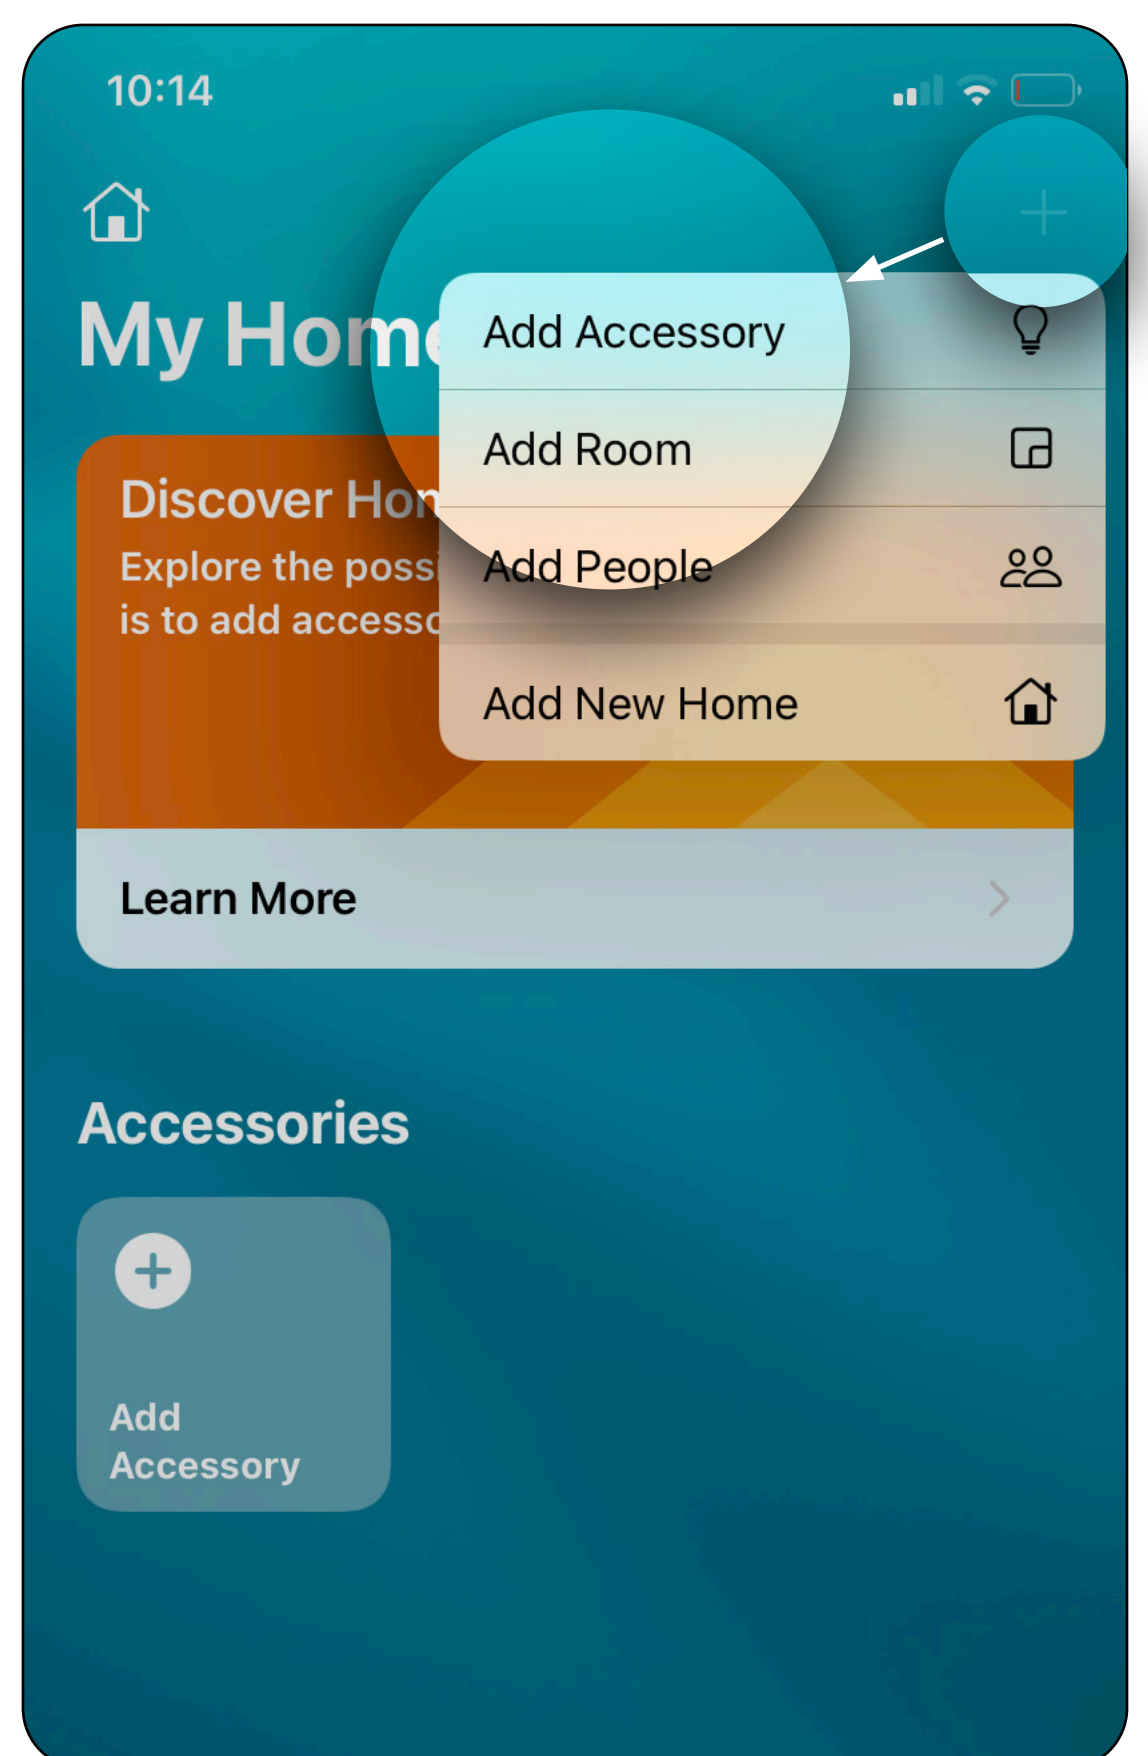 10:14
My Home
Add Accessory
Add Room
Add People
Add New Home
Discover Hom
Explore the possi
is to add accesso
Learn More
Accessories
Add
Accessory